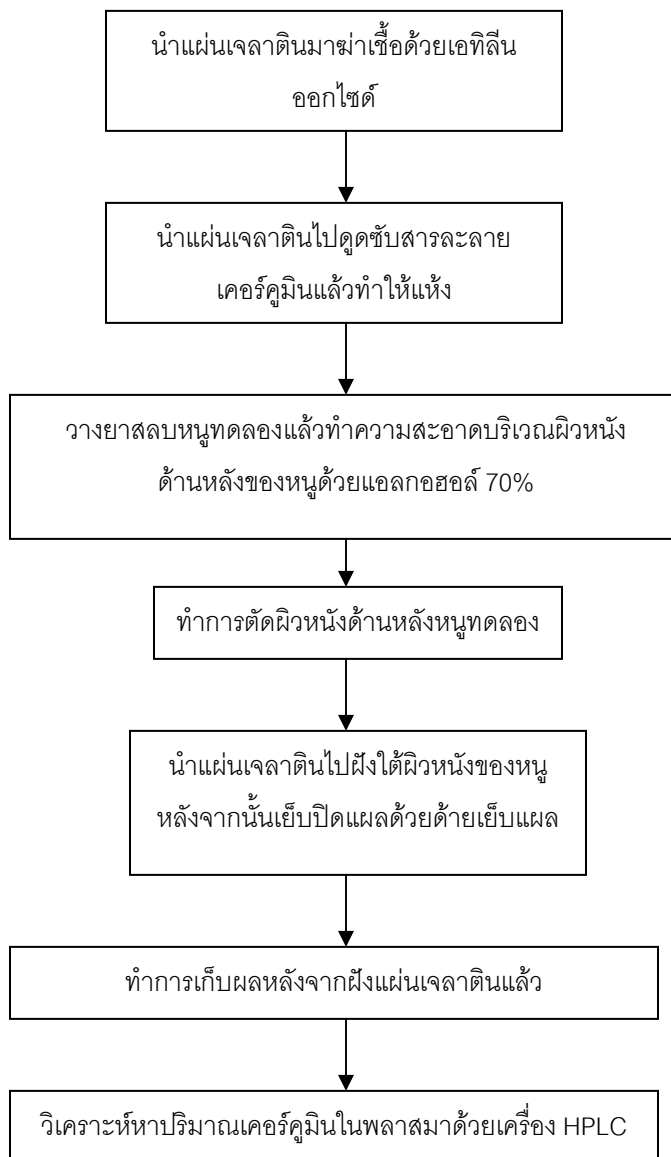 นำแผ่นเจลาตินมาฆ่าเชื้อด้วยเอทิลีน
ออกไซด์
นำแผ่นเจลาตินไปดูดซับสารละลาย
เคอร์คูมินแล้วทำให้แห้ง
วางยาสลบหนูทดลองแล้วทำความสะอาดบริเวณผิวหนัง
ด้านหลังของหนูด้วยแอลกอฮอล์ 70%
ทำการตัดผิวหนังด้านหลังหนูทดลอง
นำแผ่นเจลาตินไปฝังใต้ผิวหนังของหนู
หลังจากนั้นเย็บปิดแผลด้วยด้ายเย็บแผล
ทำการเก็บผลหลังจากฝังแผ่นเจลาตินแล้ว
วิเคราะห์หาปริมาณเคอร์คูมินในพลาสมาด้วยเครื่อง HPLC